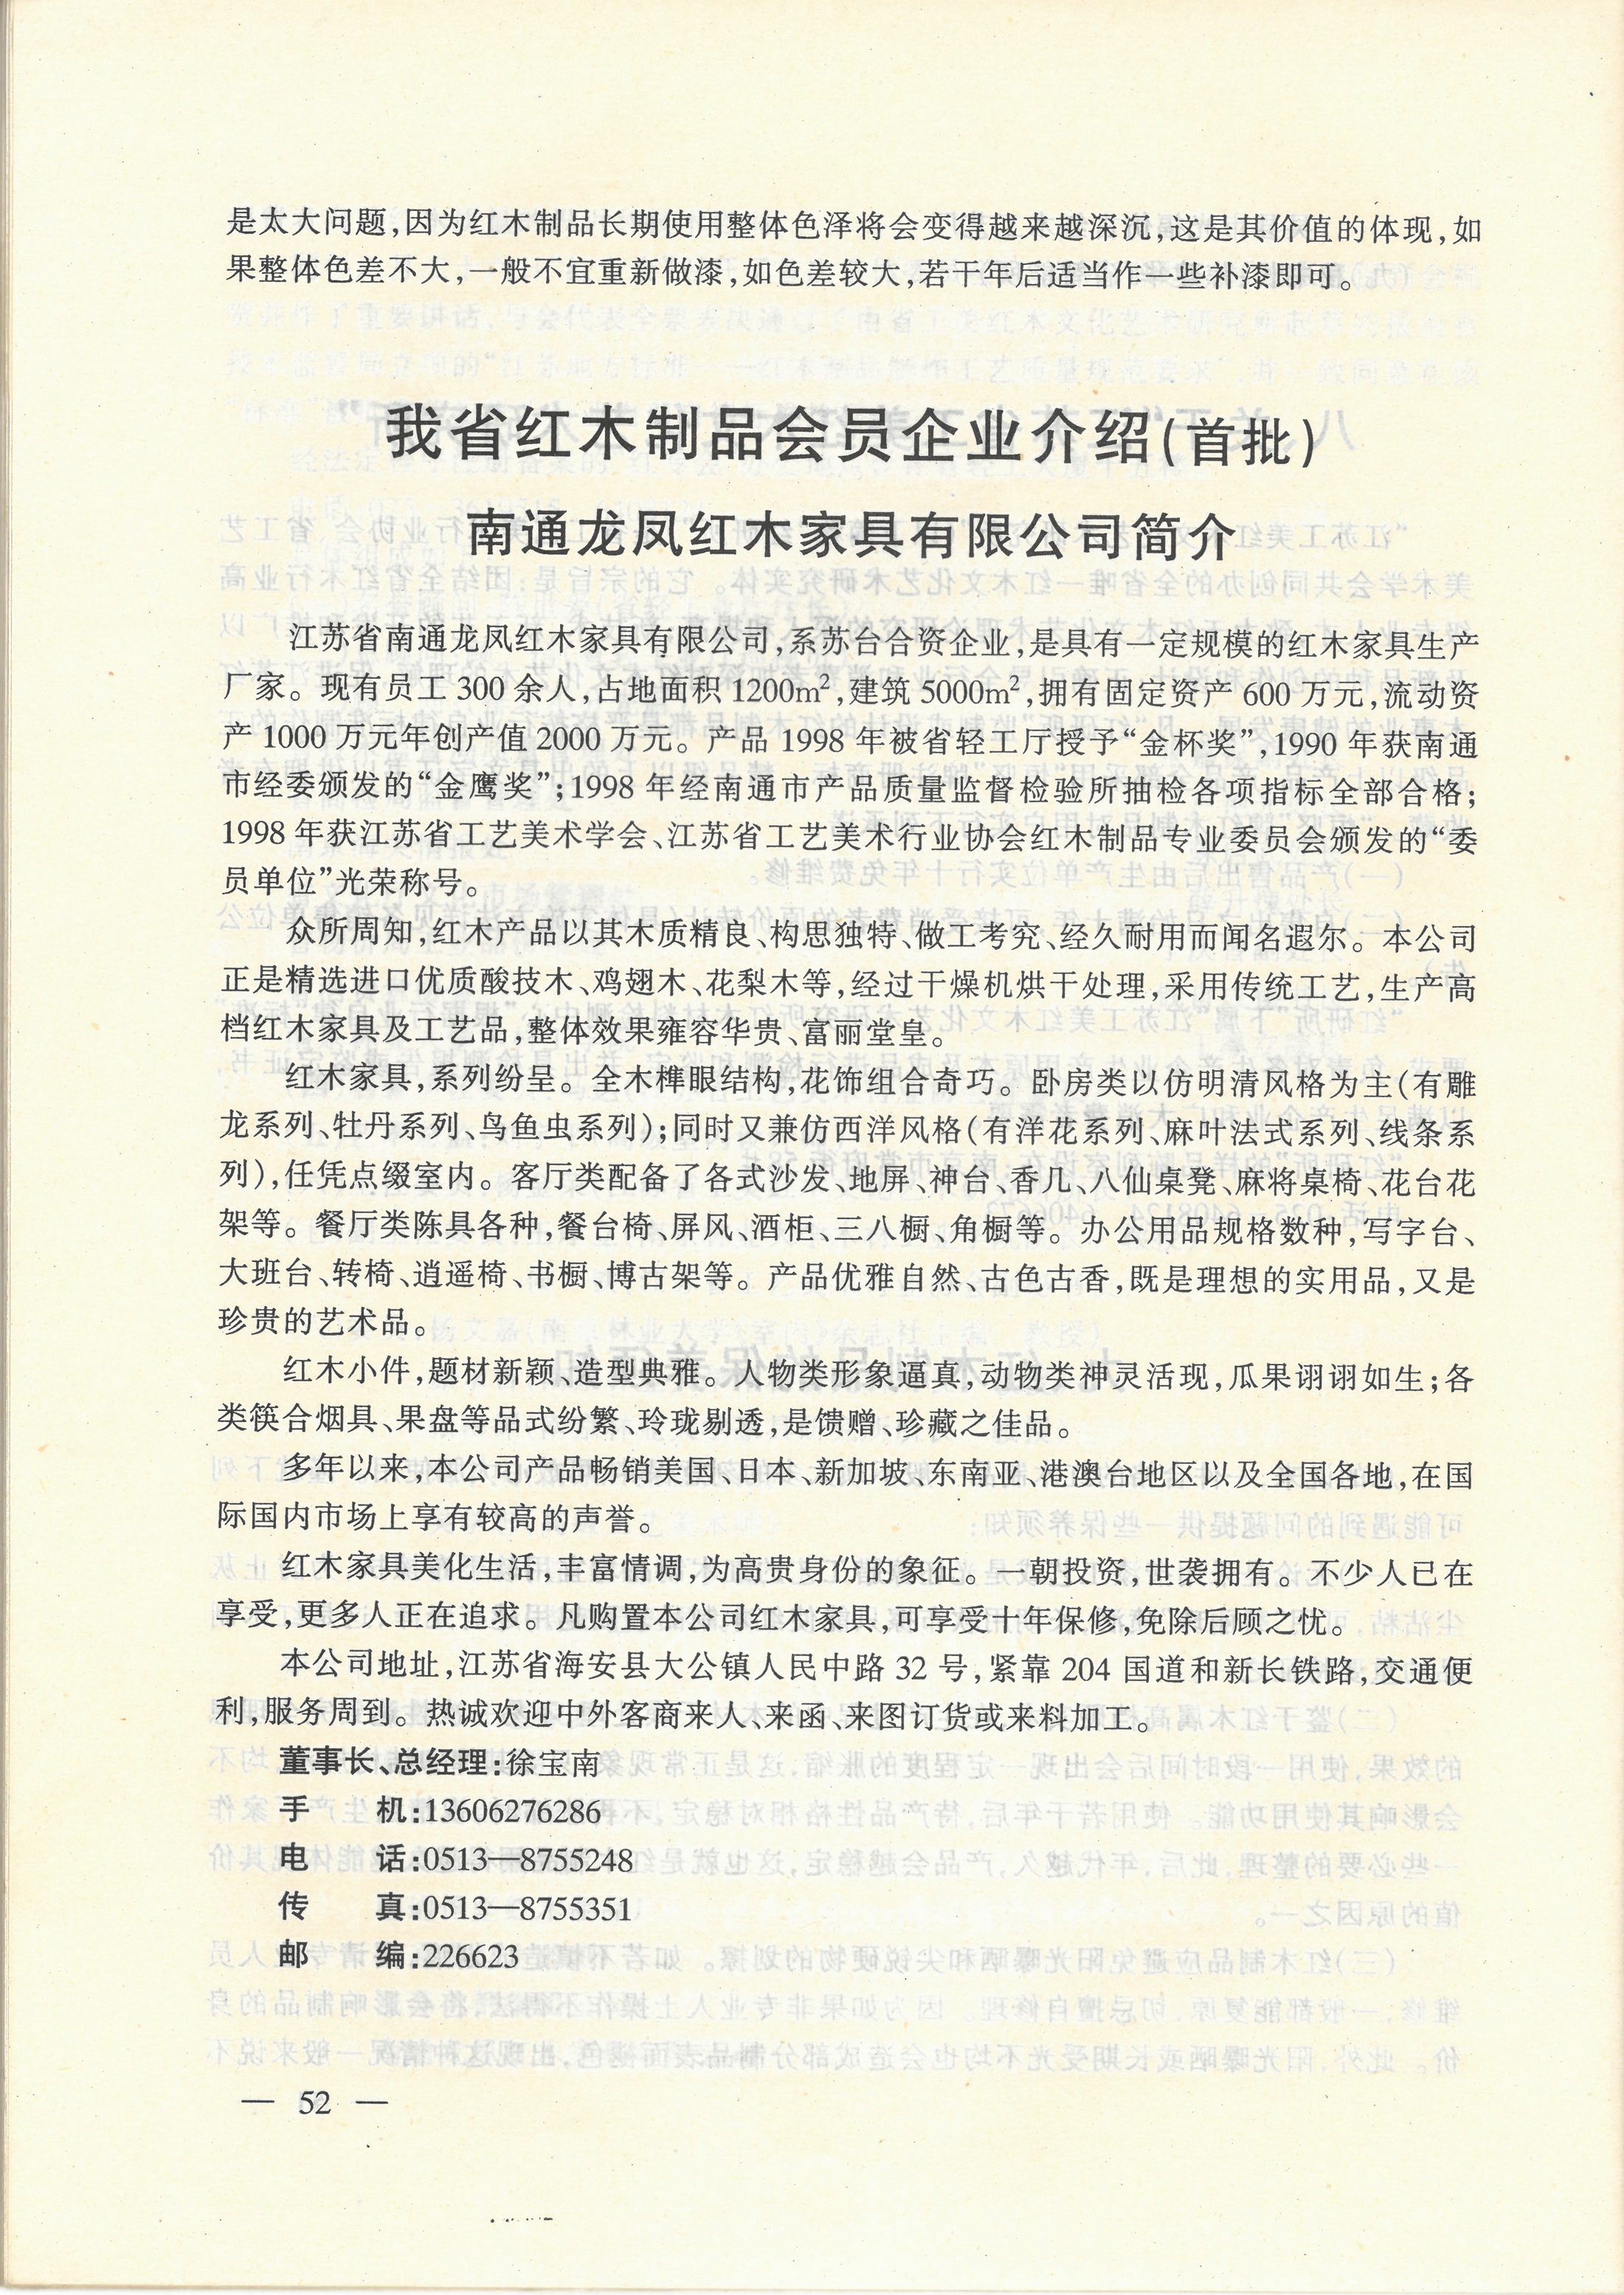 是太大问题,因为红木制品长期使用整体色泽将会变得越来越深沉,这是其价值的体现,如
果整体色差不大,一般不宜重新做漆,如色差较大,若干年后适当作一些补漆即可。
我省红木制品会员企业介绍(首批)
南通龙凤红木家具有限公司简介
江苏省南通龙凤红木家具有限公司,系苏台合资企业,是具有一定规模的红木家具生产
厂家。现有员工 300 余人,占地面积 1200m²,建筑 5000m²,拥有固定资产 600 万元,流动资
产 1000 万元年创产值 2000 万元。产品 1998 年被省轻工厅授予“金杯奖”,1990 年获南通
市经委颁发的“金鹰奖”;1998 年经南通市产品质量监督检验所抽检各项指标全部合格;
1998 年获江苏省工艺美术学会、江苏省工艺美术行业协会红木制品专业委员会颁发的“委
员单位”光荣称号。
众所周知,红木产品以其木质精良、构思独特、做工考究、经久耐用而闻名遐尔。本公司
正是精选进口优质酸技木、鸡翅木、花梨木等,经过干燥机烘干处理,采用传统工艺,生产高
档红木家具及工艺品,整体效果雍容华贵、富丽堂皇。
红木家具,系列纷呈。全木榫眼结构,花饰组合奇巧。卧房类以仿明清风格为主(有雕
龙系列、牡丹系列、鸟鱼虫系列);同时又兼仿西洋风格(有洋花系列、麻叶法式系列、线条系
列),任凭点缀室内。客厅类配备了各式沙发、地屏、神台、香几、八仙桌凳、麻将桌椅、花台花
架等。餐厅类陈具各种,餐台椅、屏风、酒柜、三八橱、角橱等。办公用品规格数种,写字台、
大班台、转椅、逍遥椅、书橱、博古架等。产品优雅自然、古色古香,既是理想的实用品,又是
珍贵的艺术品。
红木小件,题材新颖、造型典雅。人物类形象逼真,动物类神灵活现,瓜果诩诩如生;各
类筷合烟具、果盘等品式纷繁、玲珑剔透,是馈赠、珍藏之佳品。
多年以来,本公司产品畅销美国、日本、新加坡、东南亚、港澳台地区以及全国各地,在国
际国内市场上享有较高的声誉。
红木家具美化生活,丰富情调,为高贵身份的象征。一朝投资,世袭拥有。不少人已在
享受,更多人正在追求。凡购置本公司红木家具,可享受十年保修,免除后顾之忧。
本公司地址,江苏省海安县大公镇人民中路 32 号,紧靠 204 国道和新长铁路,交通便
利,服务周到。热诚欢迎中外客商来人、来函、来图订货或来料加工。
董事长、总经理:徐宝南
手　　机:13606276286
电　　话:0513—8755248
传　　真:0513—8755351
邮　　编:226623
— 52 —